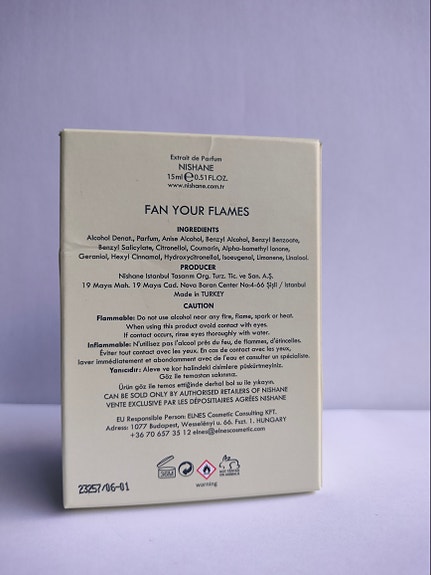 Extrait de Parfum
NISHANE
15ml ℮ 0.51FL.OZ.
www.nishane.com.tr
FAN YOUR FLAMES
INGREDIENTS
Alcohol Denat., Parfum, Anise Alcohol, Benzyl Alcohol, Benzyl Benzoate,
Benzyl Salicylate, Citronellol, Coumarin, Alpha-Isomethyl Ionone,
Geraniol, Hexyl Cinnamal, Hydroxycitronellal, Isoeugenol, Limonene, Linalool.
PRODUCER
Nishane Istanbul Tasarım Org. Turz. Tic. ve San. A.Ş.
19 Mayıs Mah. 19 Mayıs Cad. Nova Baran Center No:4-66 Şişli / Istanbul
Made in TURKEY
CAUTION
Flammable: Do not use alcohol near any fire, flame, spark or heat.
When using this product avoid contact with eyes.
If contact occurs, rinse eyes thoroughly with water.
Inflammable: N'utilisez pas l'alcool près du feu, de flammes, d'étincelles.
Éviter tout contact avec les yeux. En cas de contact avec les yeux,
laver immédiatement et abondamment avec de l'eau et consulter un spécialiste.
Yanıcıdır: Aleve ve kor halindeki cisimlere püskürtmeyiniz.
Göz ile temastan sakınınız.
Ürün göz ile temas ettiğinde derhal bol su ile yıkayın.
CAN BE SOLD ONLY BY AUTHORISED RETAILERS OF NISHANE
VENTE EXCLUSIVE PAR LES DÉPOSITAIRES AGRÉES NISHANE
EU Responsible Person: ELNES Cosmetic Consulting KFT.
Adress: 1077 Budapest, Wesselényi u. 66. Fszt. 1. HUNGARY
+36 70 657 35 12 elnes@elnescosmetic.com
36M
warning
23257/06-01